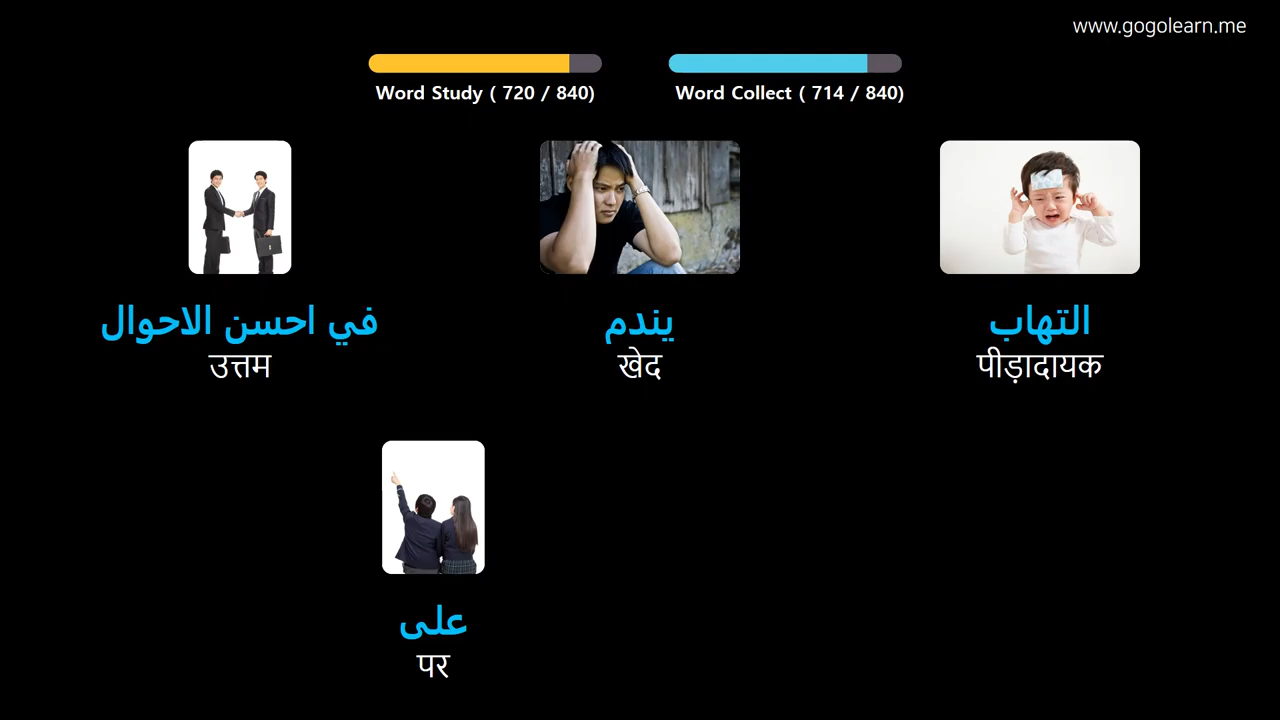 www.gogolearn.me
Word Study ( 720 / 840)
Word Collect ( 714 / 840)
في احسن الاحوال
उत्तम
يندم
खेद
التهاب
पीड़ादायक
على
पर